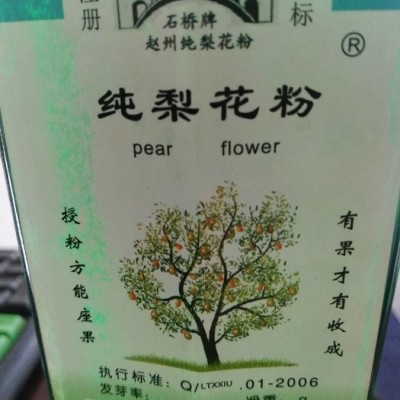 注册
商标
石桥牌
赵州纯梨花粉
®
纯梨花粉
pear flower
授粉方能座果
有果才有收成
执行标准：Q/LTXXIU .01-2006
发芽率：